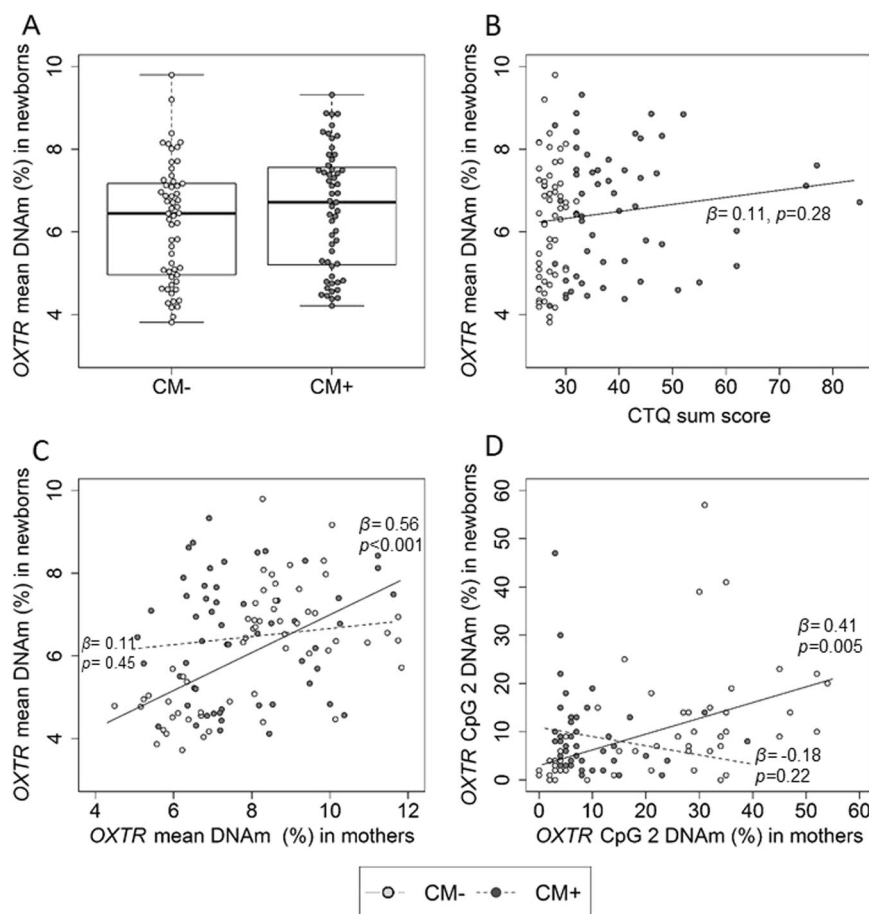 A
OXTR mean DNAm (%) in newborns
10
8
6
4
CM-
CM+
B
OXTR mean DNAm (%) in newborns
10
8
6
4
β= 0.11, p=0.28
30 40 50 60 70 80
CTQ sum score
C
OXTR mean DNAm (%) in newborns
10
8
6
4
β= 0.56
p<0.001
β= 0.11
p= 0.45
4 6 8 10 12
OXTR mean DNAm (%) in mothers
D
OXTR CpG 2 DNAm (%) in newborns
60
50
40
30
20
10
0
β= 0.41
p=0.005
β= -0.18
p=0.22
0 10 20 30 40 50 60
OXTR CpG 2 DNAm (%) in mothers
CM- CM+